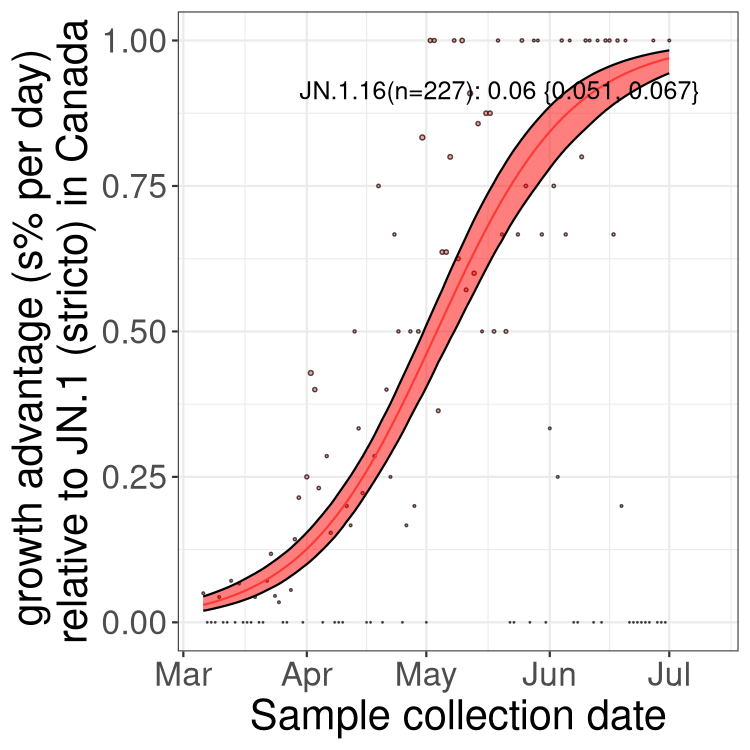 growth advantage (s% per day)
relative to JN.1 (stricto) in Canada
1.00
0.75
0.50
0.25
0.00
JN.1.16(n=227): 0.06 {0.051, 0.067}
Mar Apr May Jun Jul
Sample collection date